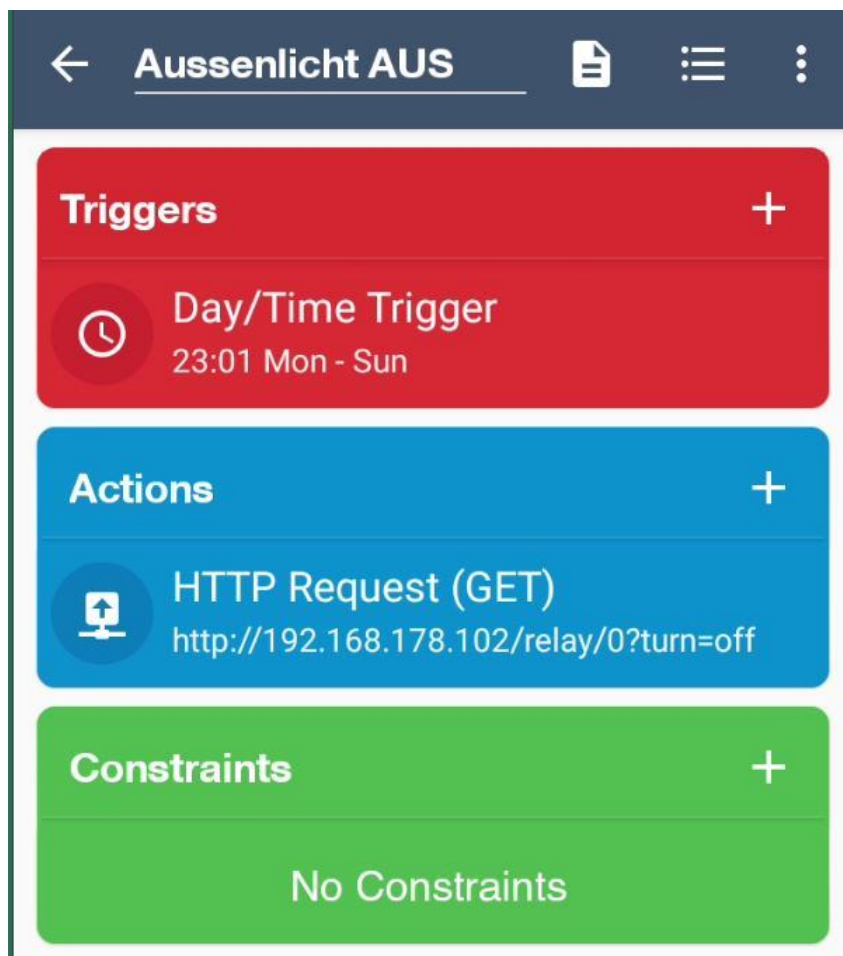 Aussenlicht AUS
Triggers
Day/Time Trigger
23:01 Mon - Sun
Actions
HTTP Request (GET)
http://192.168.178.102/relay/0?turn=off
Constraints
No Constraints